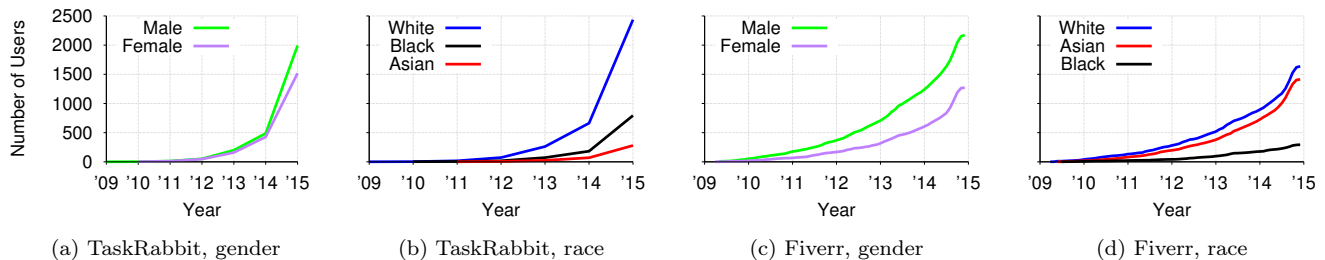 Number of Users
2500
2000
1500
1000
500
0
Male
Female
'09 '10 '11 '12 '13 '14 '15
Year
(a) TaskRabbit, gender
White
Black
Asian
'09 '10 '11 '12 '13 '14 '15
Year
(b) TaskRabbit, race
Male
Female
'09 '10 '11 '12 '13 '14 '15
Year
(c) Fiverr, gender
White
Asian
Black
'09 '10 '11 '12 '13 '14 '15
Year
(d) Fiverr, race